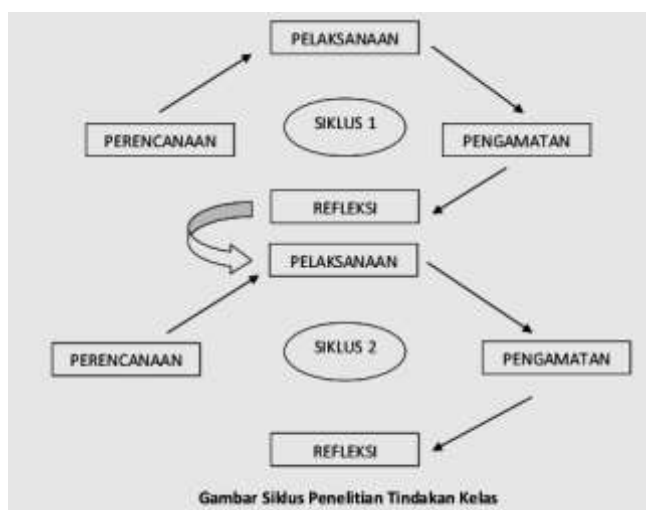 PELAKSANAAN
SIKLUS 1
PERENCANAAN
PENGAMATAN
REFLEKSI
PELAKSANAAN
SIKLUS 2
PERENCANAAN
PENGAMATAN
REFLEKSI
Gambar Siklus Penelitian Tindakan Kelas